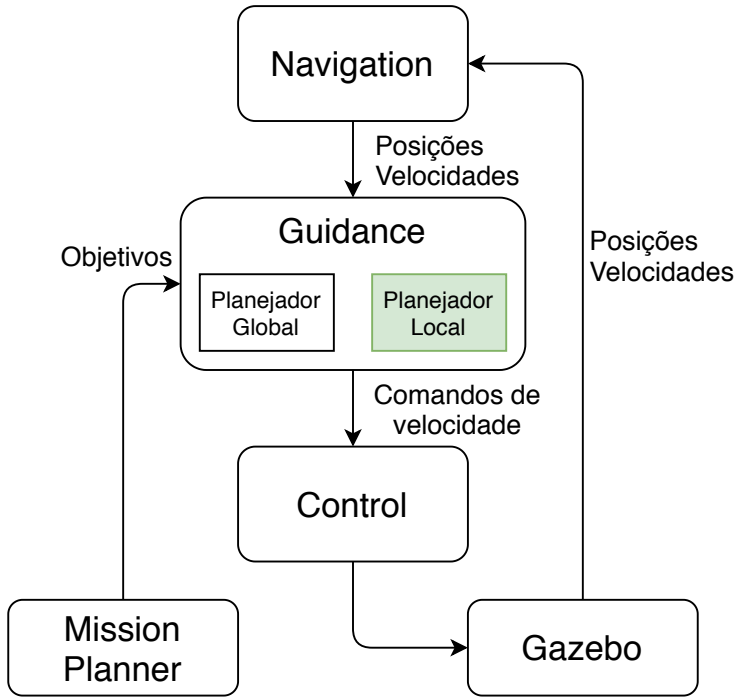 Navigation
Posições
Velocidades
Guidance
Objetivos
Posições
Velocidades
Planejador
Global
Planejador
Local
Comandos de
velocidade
Control
Mission
Planner
Gazebo